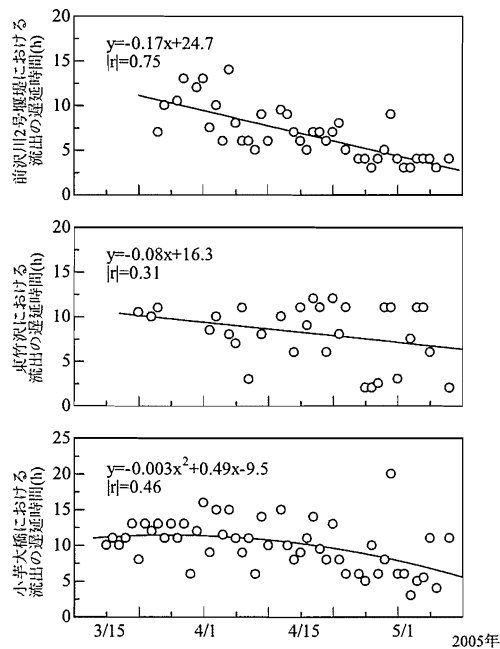 前沢川2号堰堤における
流出の遅延時間(h)
20
15
10
5
0
y=-0.17x+24.7
|r|=0.75
東竹沢における
流出の遅延時間(h)
20
15
10
5
0
y=-0.08x+16.3
|r|=0.31
小芋大橋における
流出の遅延時間(h)
25
20
15
10
5
0
y=-0.003x²+0.49x-9.5
|r|=0.46
3/15
4/1
4/15
5/1
2005年